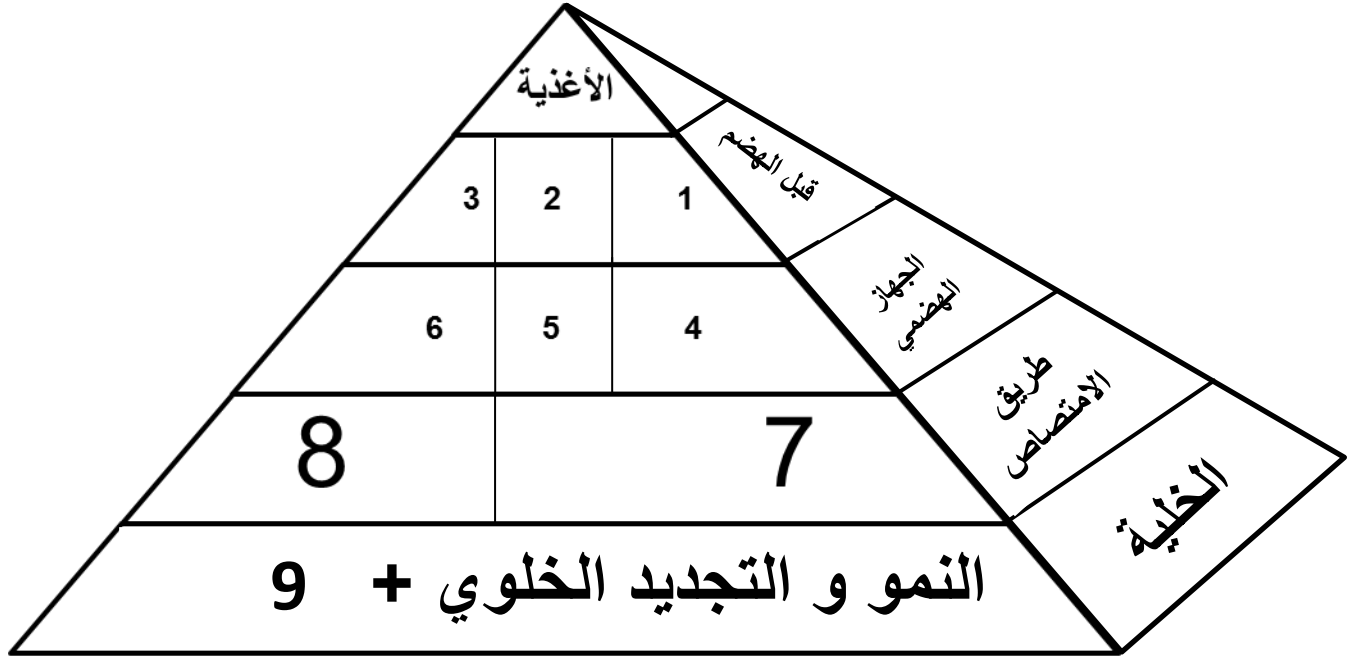 الأغذية
قبل الهضم
1 2 3
الجهاز
الهضمي
4 5 6
طريق
الامتصاص
7 8
الخلية
النمو و التجديد الخلوي + 9